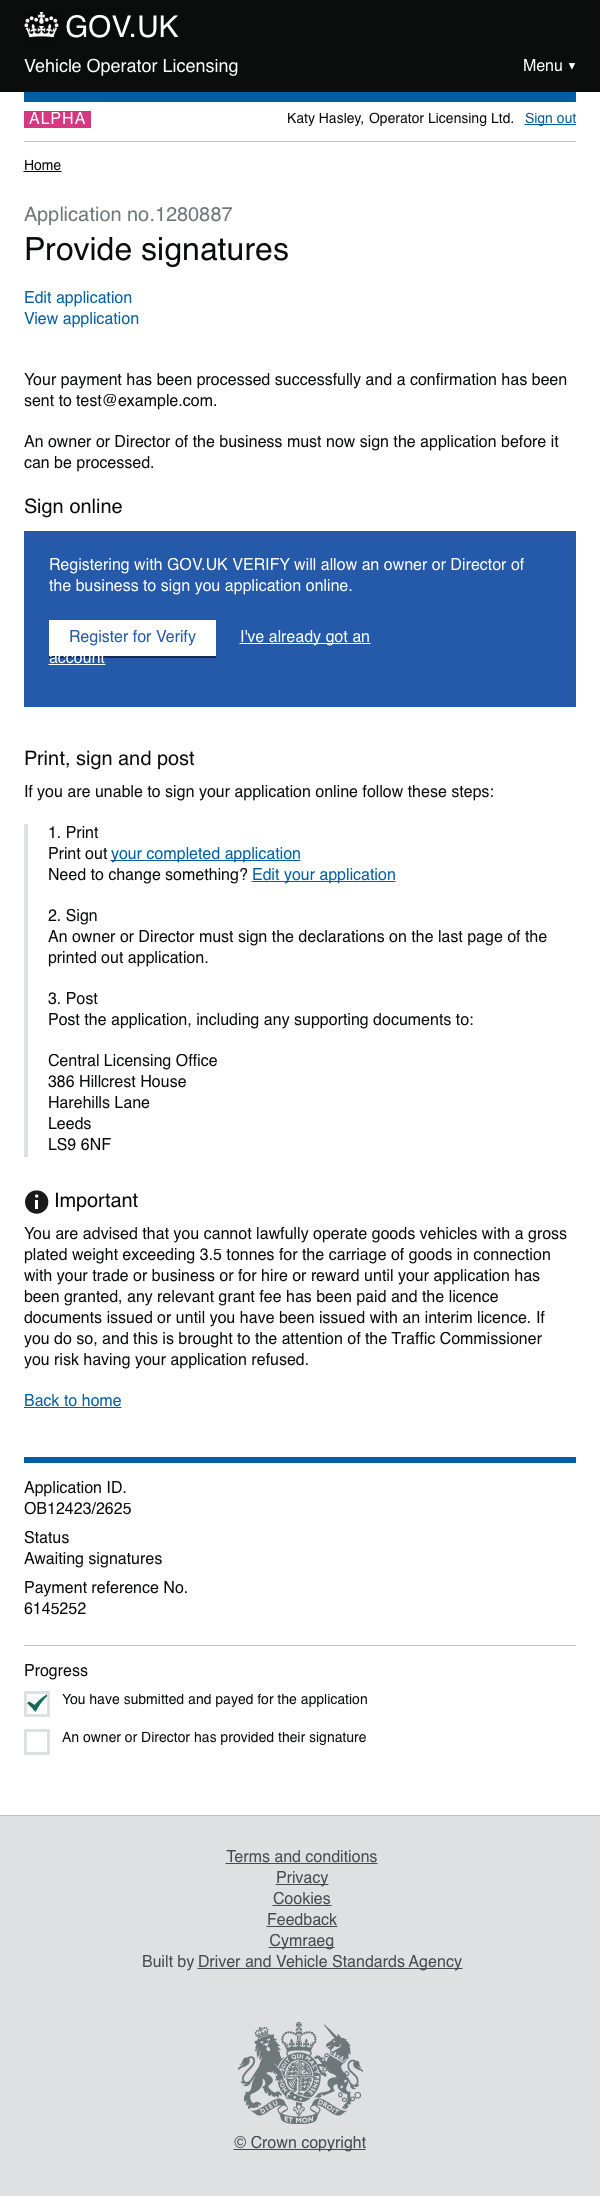 GOV.UK
Vehicle Operator Licensing
Menu ▼
ALPHA
Katy Hasley, Operator Licensing Ltd. Sign out
Home
Application no.1280887
Provide signatures
Edit application
View application
Your payment has been processed successfully and a confirmation has been
sent to test@example.com.
An owner or Director of the business must now sign the application before it
can be processed.
Sign online
Registering with GOV.UK VERIFY will allow an owner or Director of
the business to sign you application online.
Register for Verify I've already got an
account
Print, sign and post
If you are unable to sign your application online follow these steps:
1. Print
Print out your completed application
Need to change something? Edit your application
2. Sign
An owner or Director must sign the declarations on the last page of the
printed out application.
3. Post
Post the application, including any supporting documents to:
Central Licensing Office
386 Hillcrest House
Harehills Lane
Leeds
LS9 6NF
Important
You are advised that you cannot lawfully operate goods vehicles with a gross
plated weight exceeding 3.5 tonnes for the carriage of goods in connection
with your trade or business or for hire or reward until your application has
been granted, any relevant grant fee has been paid and the licence
documents issued or until you have been issued with an interim licence. If
you do so, and this is brought to the attention of the Traffic Commissioner
you risk having your application refused.
Back to home
Application ID.
OB12423/2625
Status
Awaiting signatures
Payment reference No.
6145252
Progress
You have submitted and payed for the application
An owner or Director has provided their signature
Terms and conditions
Privacy
Cookies
Feedback
Cymraeg
Built by Driver and Vehicle Standards Agency
DIEU ET MON DROIT
© Crown copyright